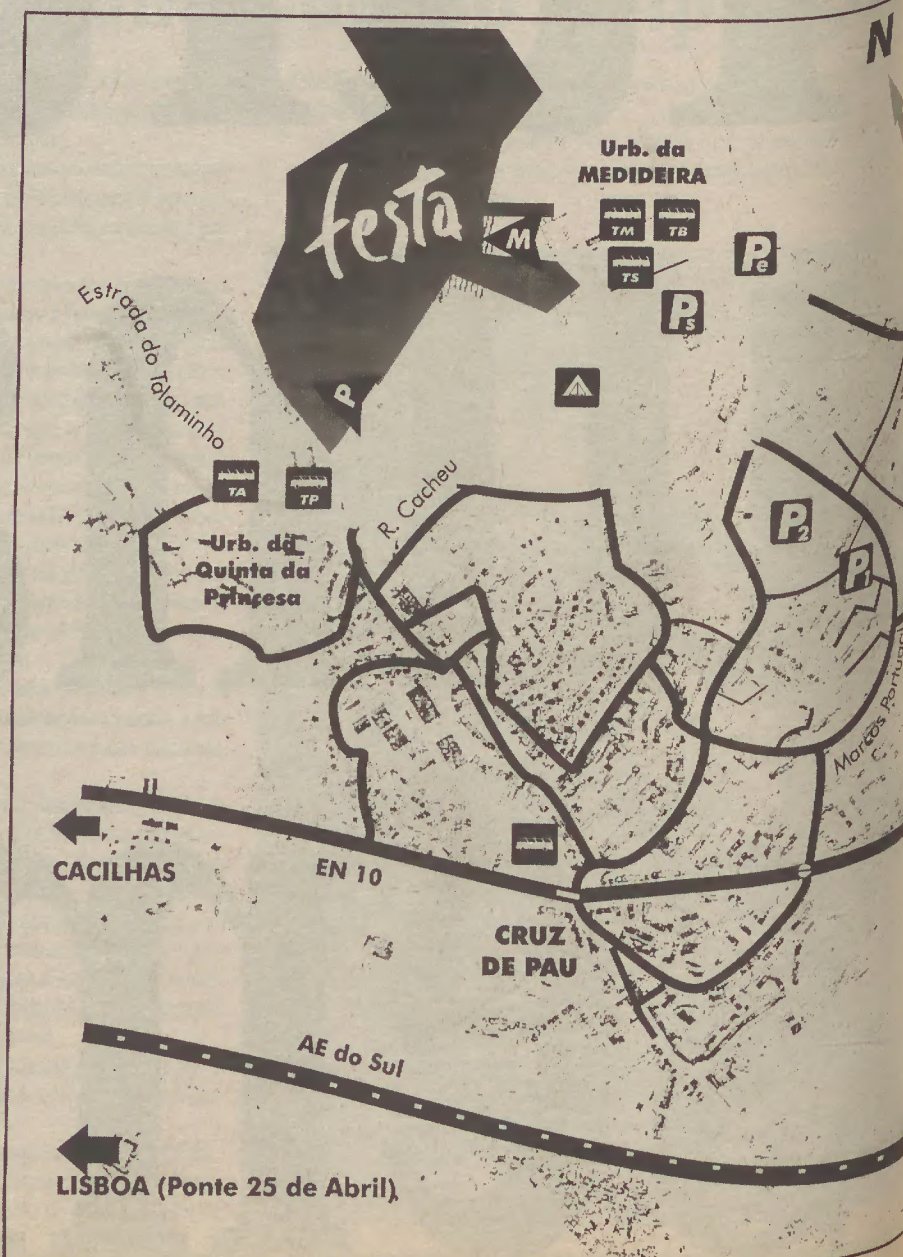 N
Urb. da
MEDIDEIRA
festa
M
TM
TB
TS
Pe
Ps
Estrada do Talaminho
P
TA
TP
R. Cacheu
P2
P1
Urb. da
Quinta da
Princesa
Marcos Portugal
CACILHAS
EN 10
CRUZ
DE PAU
AE do Sul
LISBOA (Ponte 25 de Abril)